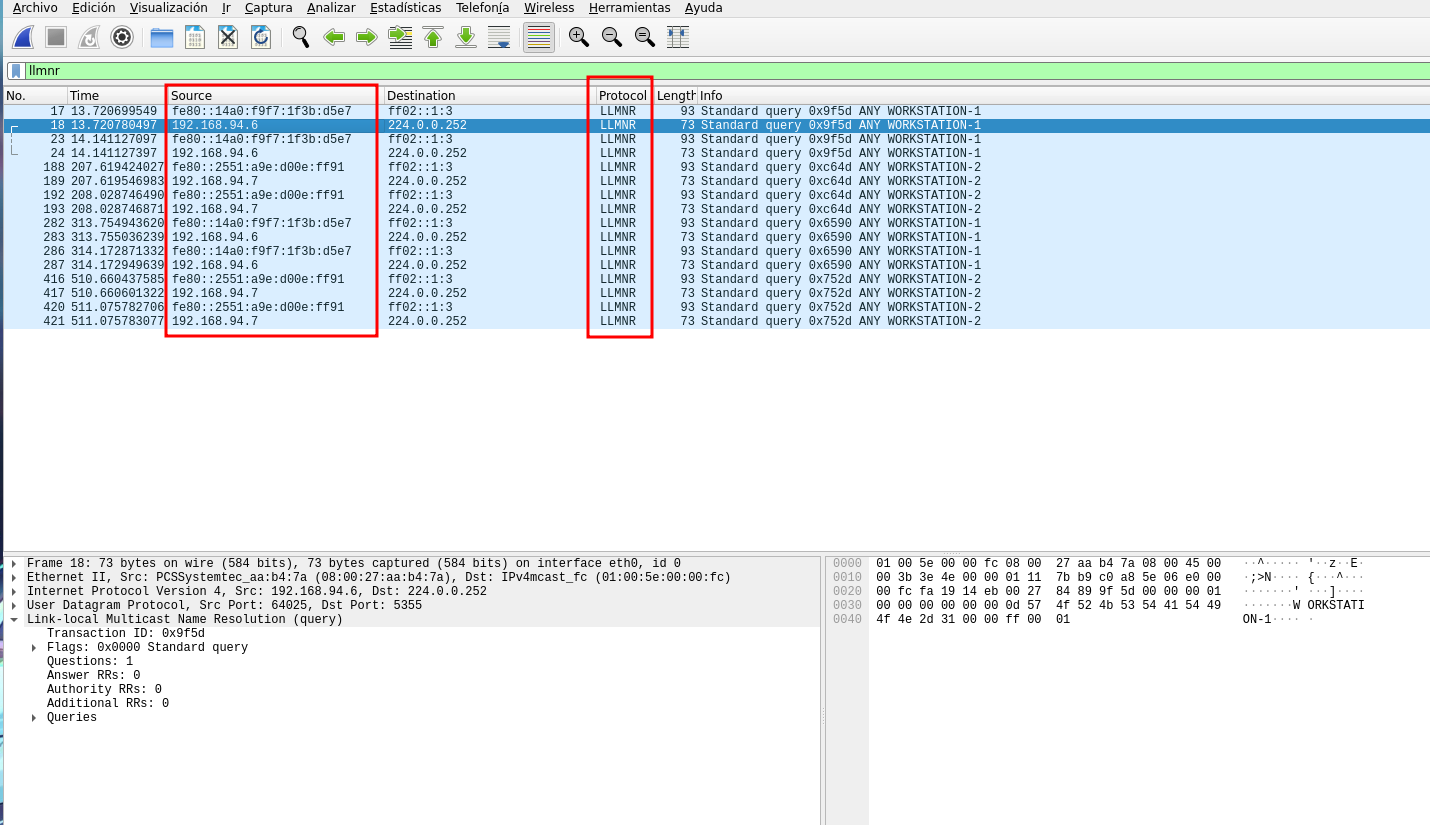 Archivo Edición Visualización Ir Captura Analizar Estadísticas Telefonía Wireless Herramientas Ayuda
llmnr
No. Time Source Destination Protocol Length Info
17 13.720699549 fe80::14a0:f9f7:1f3b:d5e7 ff02::1:3 LLMNR 93 Standard query 0x9f5d ANY WORKSTATION-1
18 13.720780497 192.168.94.6 224.0.0.252 LLMNR 73 Standard query 0x9f5d ANY WORKSTATION-1
23 14.141127097 fe80::14a0:f9f7:1f3b:d5e7 ff02::1:3 LLMNR 93 Standard query 0x9f5d ANY WORKSTATION-1
24 14.141127397 192.168.94.6 224.0.0.252 LLMNR 73 Standard query 0x9f5d ANY WORKSTATION-1
188 207.619424027 fe80::2551:a9e:d00e:ff91 ff02::1:3 LLMNR 93 Standard query 0xc64d ANY WORKSTATION-2
189 207.619546983 192.168.94.7 224.0.0.252 LLMNR 73 Standard query 0xc64d ANY WORKSTATION-2
192 208.028746490 fe80::2551:a9e:d00e:ff91 ff02::1:3 LLMNR 93 Standard query 0xc64d ANY WORKSTATION-2
193 208.028746871 192.168.94.7 224.0.0.252 LLMNR 73 Standard query 0xc64d ANY WORKSTATION-2
282 313.754943620 fe80::14a0:f9f7:1f3b:d5e7 ff02::1:3 LLMNR 93 Standard query 0x6590 ANY WORKSTATION-1
283 313.755036239 192.168.94.6 224.0.0.252 LLMNR 73 Standard query 0x6590 ANY WORKSTATION-1
286 314.172871332 fe80::14a0:f9f7:1f3b:d5e7 ff02::1:3 LLMNR 93 Standard query 0x6590 ANY WORKSTATION-1
287 314.172949639 192.168.94.6 224.0.0.252 LLMNR 73 Standard query 0x6590 ANY WORKSTATION-1
416 510.660437585 fe80::2551:a9e:d00e:ff91 ff02::1:3 LLMNR 93 Standard query 0x752d ANY WORKSTATION-2
417 510.660601322 192.168.94.7 224.0.0.252 LLMNR 73 Standard query 0x752d ANY WORKSTATION-2
420 511.075782706 fe80::2551:a9e:d00e:ff91 ff02::1:3 LLMNR 93 Standard query 0x752d ANY WORKSTATION-2
421 511.075783077 192.168.94.7 224.0.0.252 LLMNR 73 Standard query 0x752d ANY WORKSTATION-2
Frame 18: 73 bytes on wire (584 bits), 73 bytes captured (584 bits) on interface eth0, id 0
Ethernet II, Src: PCSSystemtec_aa:b4:7a (08:00:27:aa:b4:7a), Dst: IPv4mcast_fc (01:00:5e:00:00:fc)
Internet Protocol Version 4, Src: 192.168.94.6, Dst: 224.0.0.252
User Datagram Protocol, Src Port: 64025, Dst Port: 5355
Link-local Multicast Name Resolution (query)
Transaction ID: 0x9f5d
Flags: 0x0000 Standard query
Questions: 1
Answer RRs: 0
Authority RRs: 0
Additional RRs: 0
Queries
0000 01 00 5e 00 00 fc 08 00 27 aa b4 7a 08 00 45 00 ··^····· '··z··E·
0010 00 3b 3e 4e 00 00 01 11 7b b9 c0 a8 5e 06 e0 00 ·;>N···· {···^···
0020 00 fc fa 19 14 eb 00 27 84 89 9f 5d 00 00 00 01 ·······' ···]····
0030 00 00 00 00 00 00 0d 57 4f 52 4b 53 54 41 54 49 ·······W ORKSTATI
0040 4f 4e 2d 31 00 00 ff 00 01 ON-1···· ·